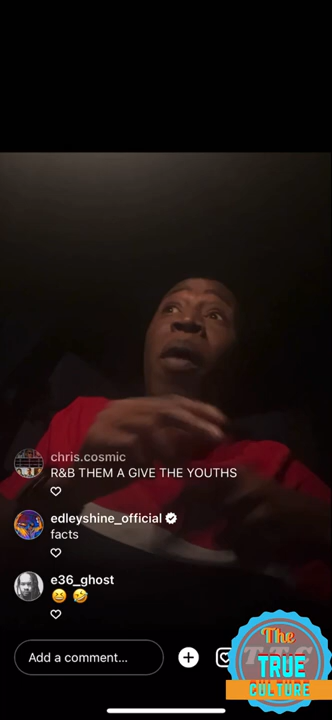 chris.cosmic
R&B THEM A GIVE THE YOUTHS
edleyshine_official
facts
e36_ghost
😆 🤣
Add a comment...
The
TRUE
CULTURE